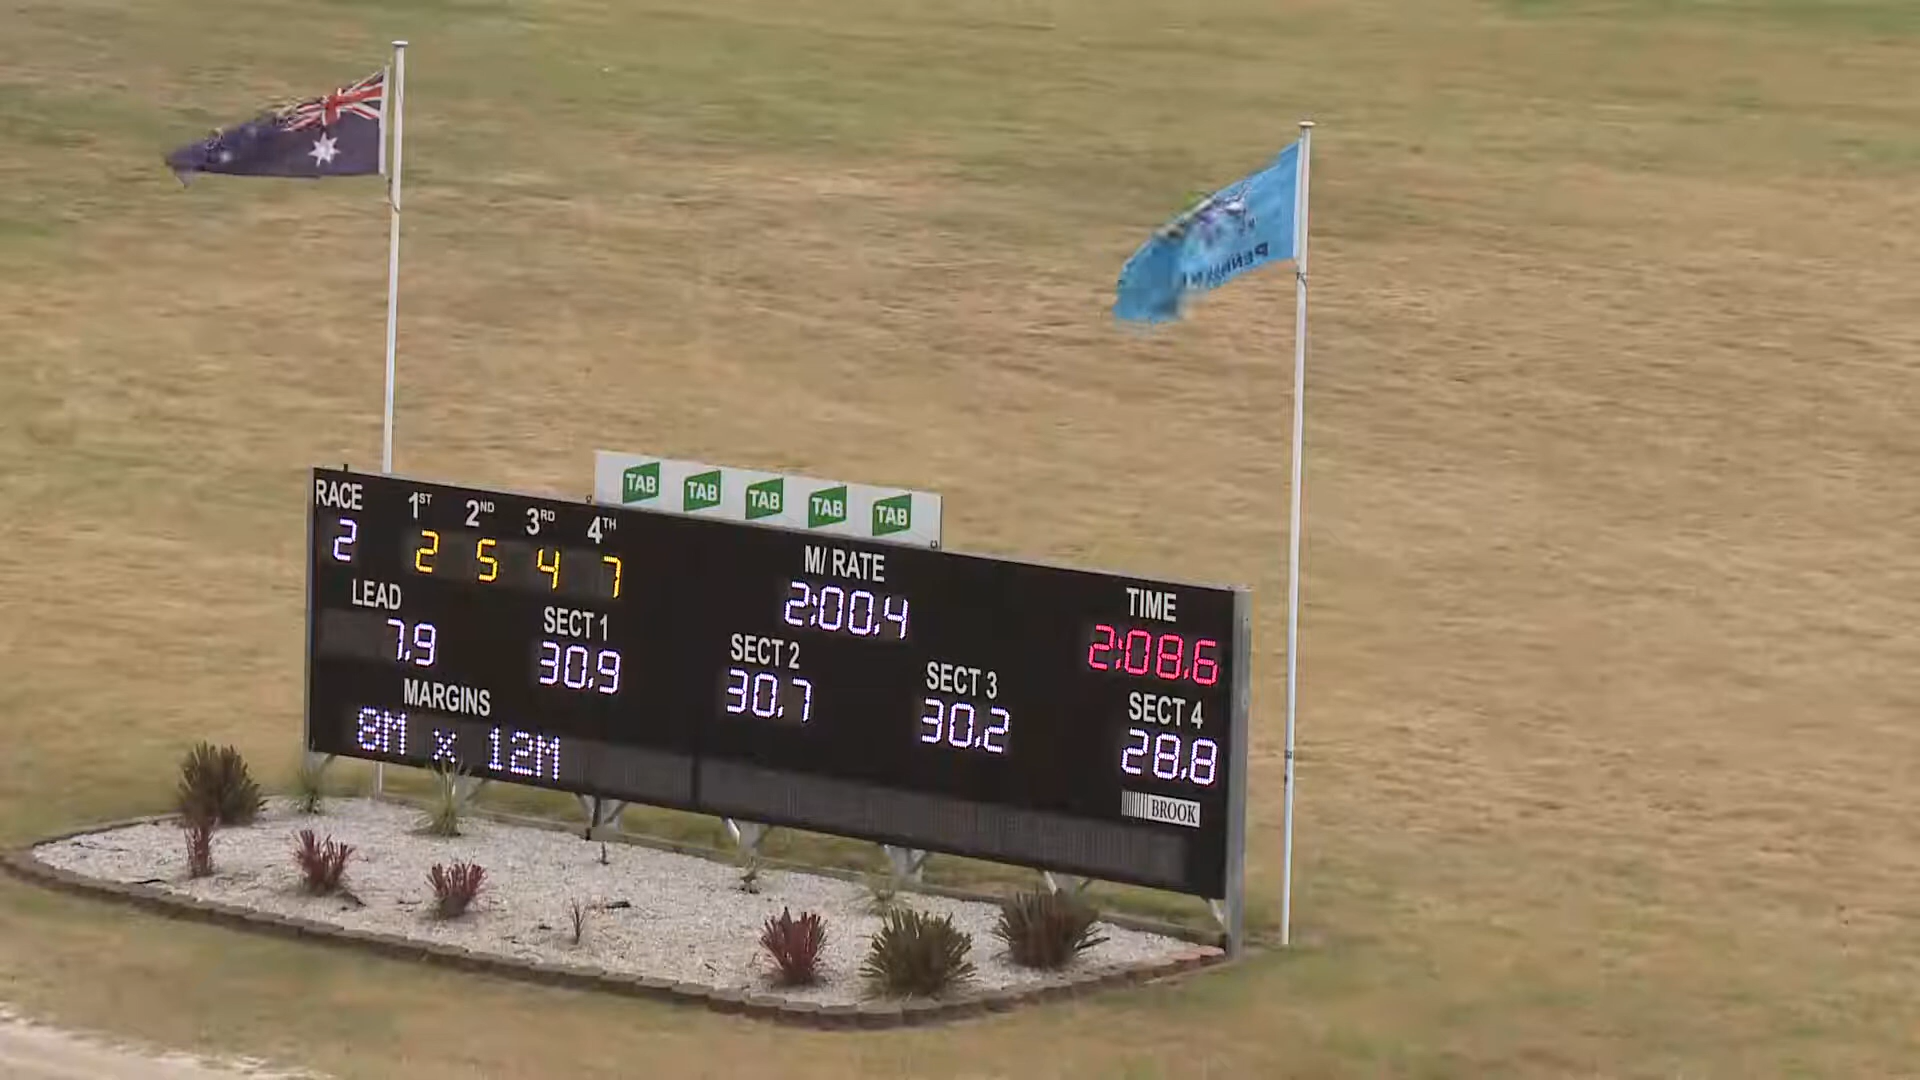 TAB TAB TAB TAB TAB
RACE 1ST 2ND 3RD 4TH
2 2 5 4 7
M/ RATE
2:00.4
TIME
2:08.6
LEAD
7.9
SECT 1
30.9
SECT 2
30.7
SECT 3
30.2
SECT 4
28.8
MARGINS
8M x 12M
BROOK